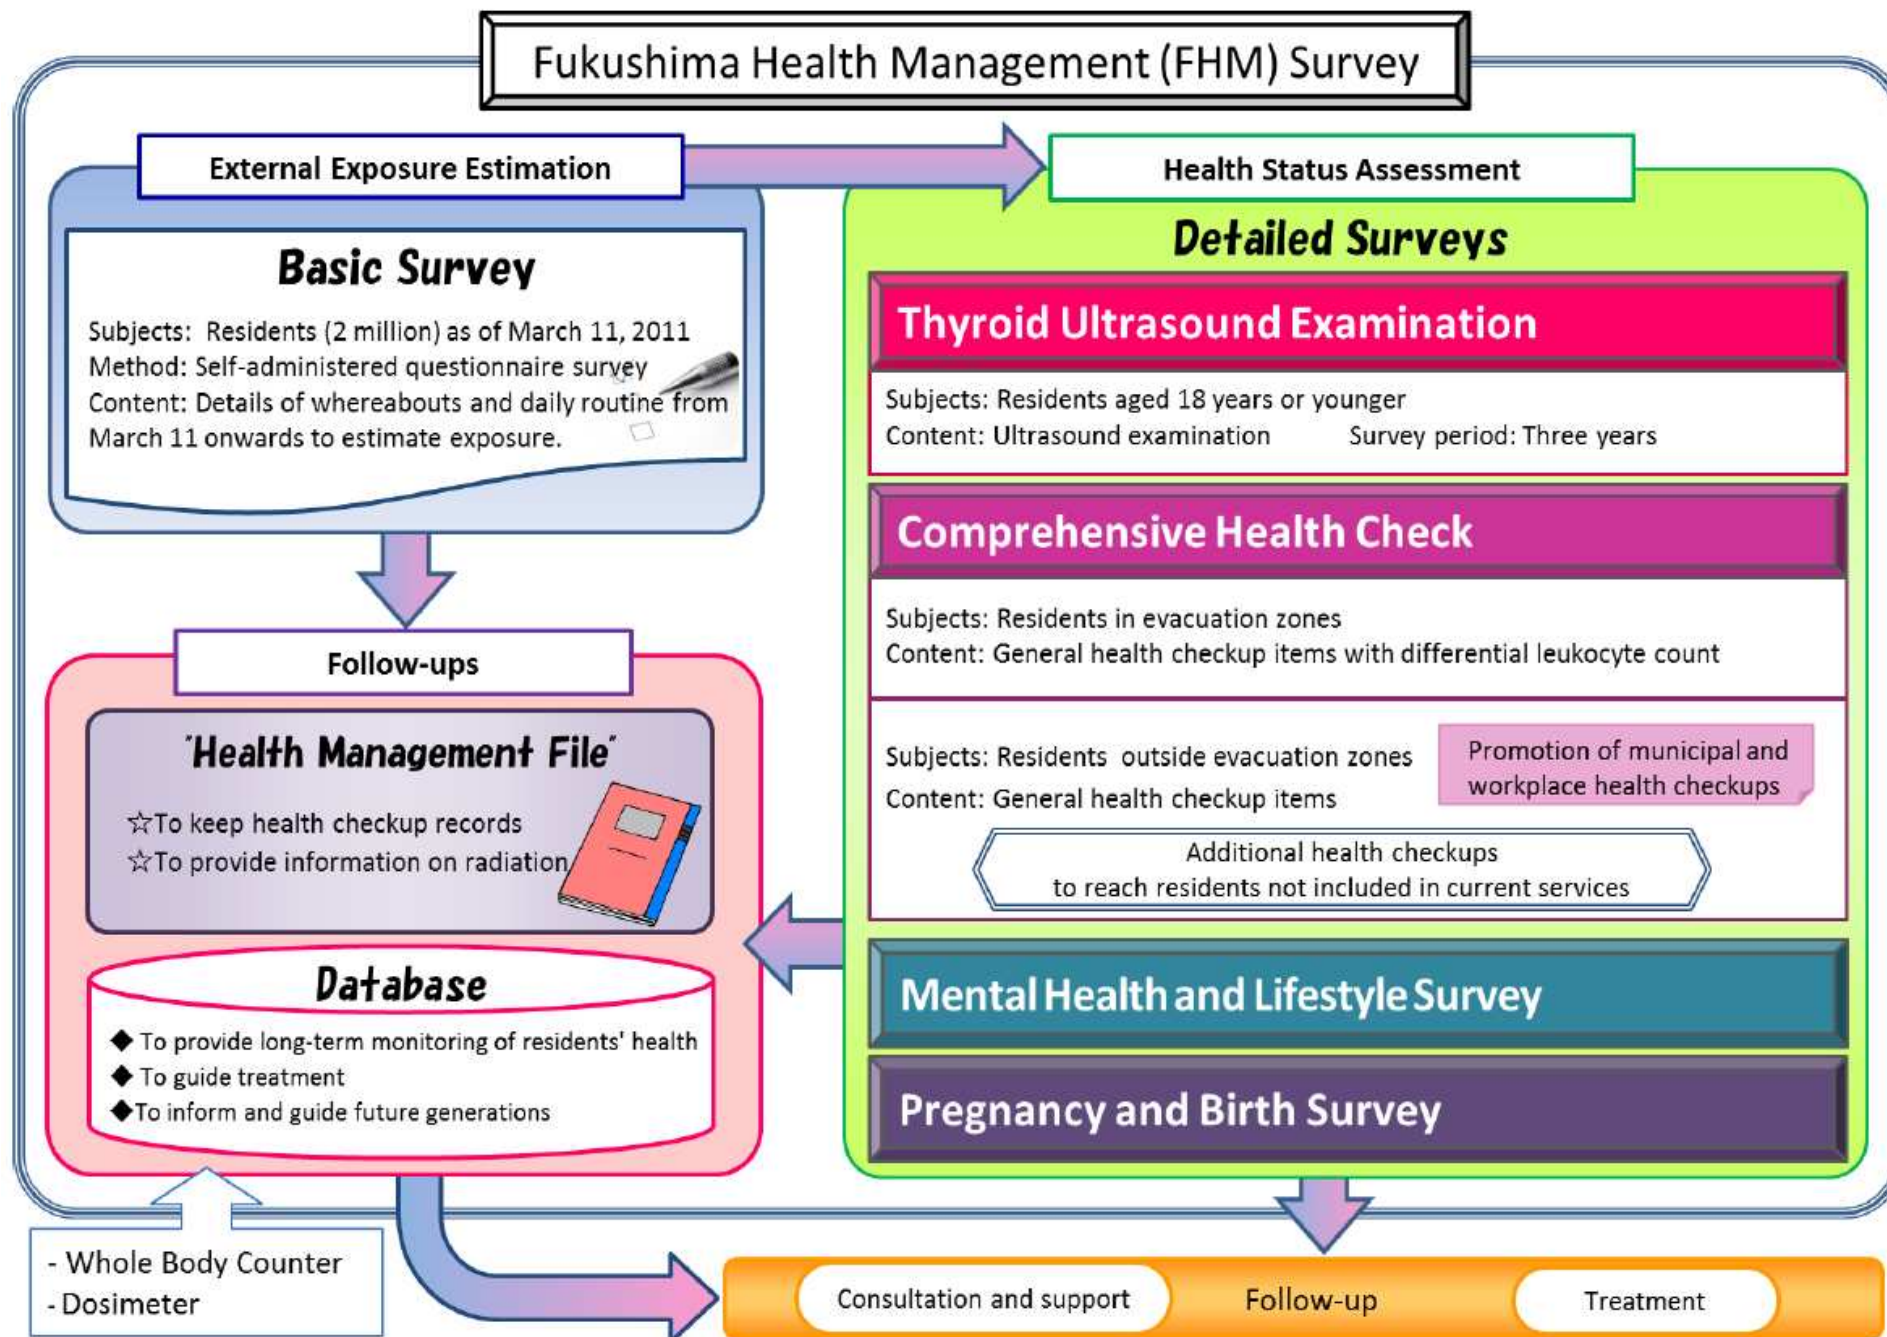 Fukushima Health Management (FHM) Survey
External Exposure Estimation
Basic Survey
Subjects: Residents (2 million) as of March 11, 2011
Method: Self-administered questionnaire survey
Content: Details of whereabouts and daily routine from
March 11 onwards to estimate exposure.
Follow-ups
"Health Management File"
☆To keep health checkup records
☆To provide information on radiation
Database
◆ To provide long-term monitoring of residents' health
◆ To guide treatment
◆To inform and guide future generations
- Whole Body Counter
- Dosimeter
Health Status Assessment
Detailed Surveys
Thyroid Ultrasound Examination
Subjects: Residents aged 18 years or younger
Content: Ultrasound examination Survey period: Three years
Comprehensive Health Check
Subjects: Residents in evacuation zones
Content: General health checkup items with differential leukocyte count
Subjects: Residents outside evacuation zones
Content: General health checkup items
Promotion of municipal and
workplace health checkups
Additional health checkups
to reach residents not included in current services
Mental Health and Lifestyle Survey
Pregnancy and Birth Survey
Consultation and support
Follow-up
Treatment